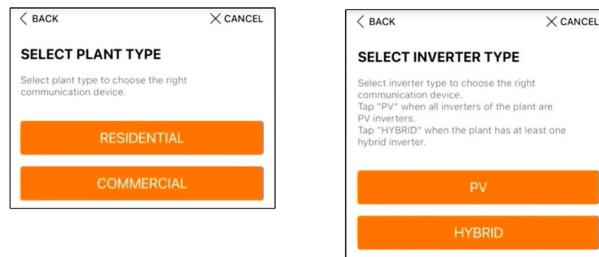 < BACK
X CANCEL
SELECT PLANT TYPE
Select plant type to choose the right
communication device.
RESIDENTIAL
COMMERCIAL
< BACK
X CANCEL
SELECT INVERTER TYPE
Select inverter type to choose the right
communication device.
Tap "PV" when all inverters of the plant are
PV inverters.
Tap "HYBRID" when the plant has at least one
hybrid inverter.
PV
HYBRID